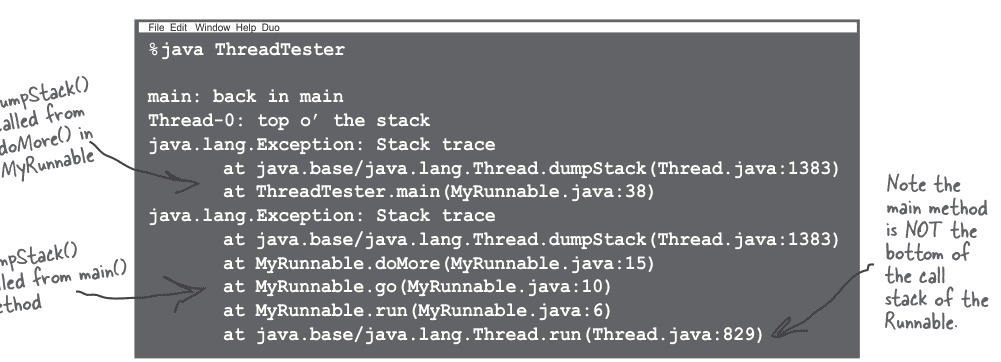 File Edit Window Help Duo
%java ThreadTester
main: back in main
Thread-0: top o’ the stack
java.lang.Exception: Stack trace
at java.base/java.lang.Thread.dumpStack(Thread.java:1383)
at ThreadTester.main(MyRunnable.java:38)
java.lang.Exception: Stack trace
at java.base/java.lang.Thread.dumpStack(Thread.java:1383)
at MyRunnable.doMore(MyRunnable.java:15)
at MyRunnable.go(MyRunnable.java:10)
at MyRunnable.run(MyRunnable.java:6)
at java.base/java.lang.Thread.run(Thread.java:829)
umpStack()
alled from
doMore() in
MyRunnable
mpStack()
lled from main()
ethod
Note the
main method
is NOT the
bottom of
the call
stack of the
Runnable.